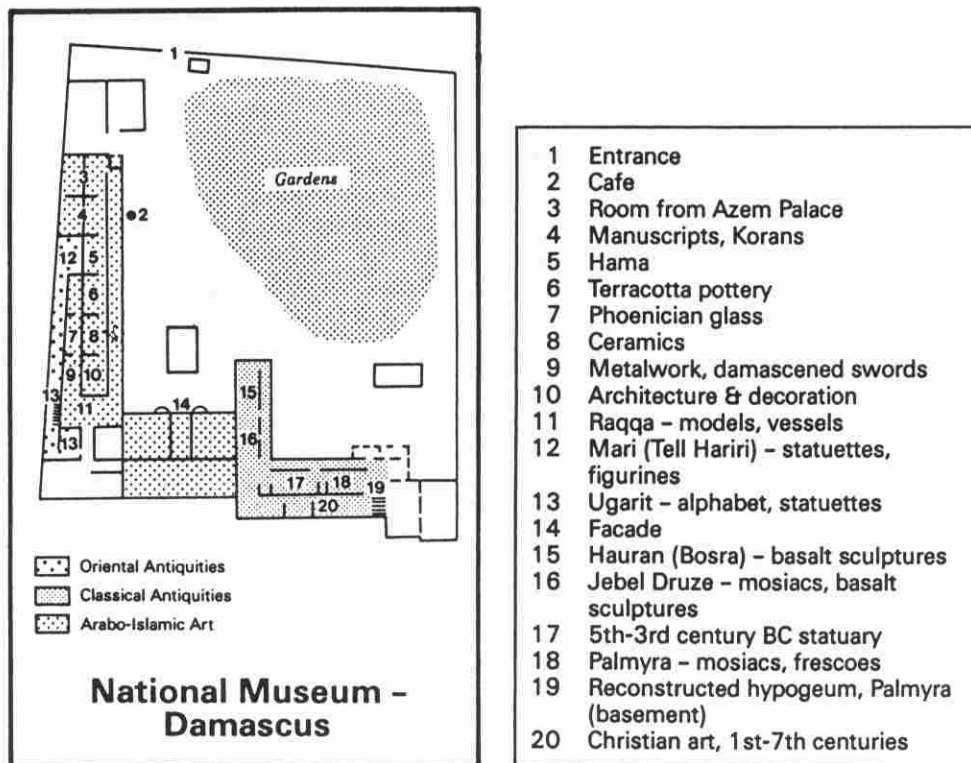 1
Gardens
3
4
2
12
5
6
7
8
9
10
13
11
13
14
15
16
17
18
19
20
Oriental Antiquities
Classical Antiquities
Arabo-Islamic Art
National Museum –
Damascus
1 Entrance
2 Cafe
3 Room from Azem Palace
4 Manuscripts, Korans
5 Hama
6 Terracotta pottery
7 Phoenician glass
8 Ceramics
9 Metalwork, damascened swords
10 Architecture & decoration
11 Raqqa – models, vessels
12 Mari (Tell Hariri) – statuettes,
figurines
13 Ugarit – alphabet, statuettes
14 Facade
15 Hauran (Bosra) – basalt sculptures
16 Jebel Druze – mosiacs, basalt
sculptures
17 5th-3rd century BC statuary
18 Palmyra – mosiacs, frescoes
19 Reconstructed hypogeum, Palmyra
(basement)
20 Christian art, 1st-7th centuries